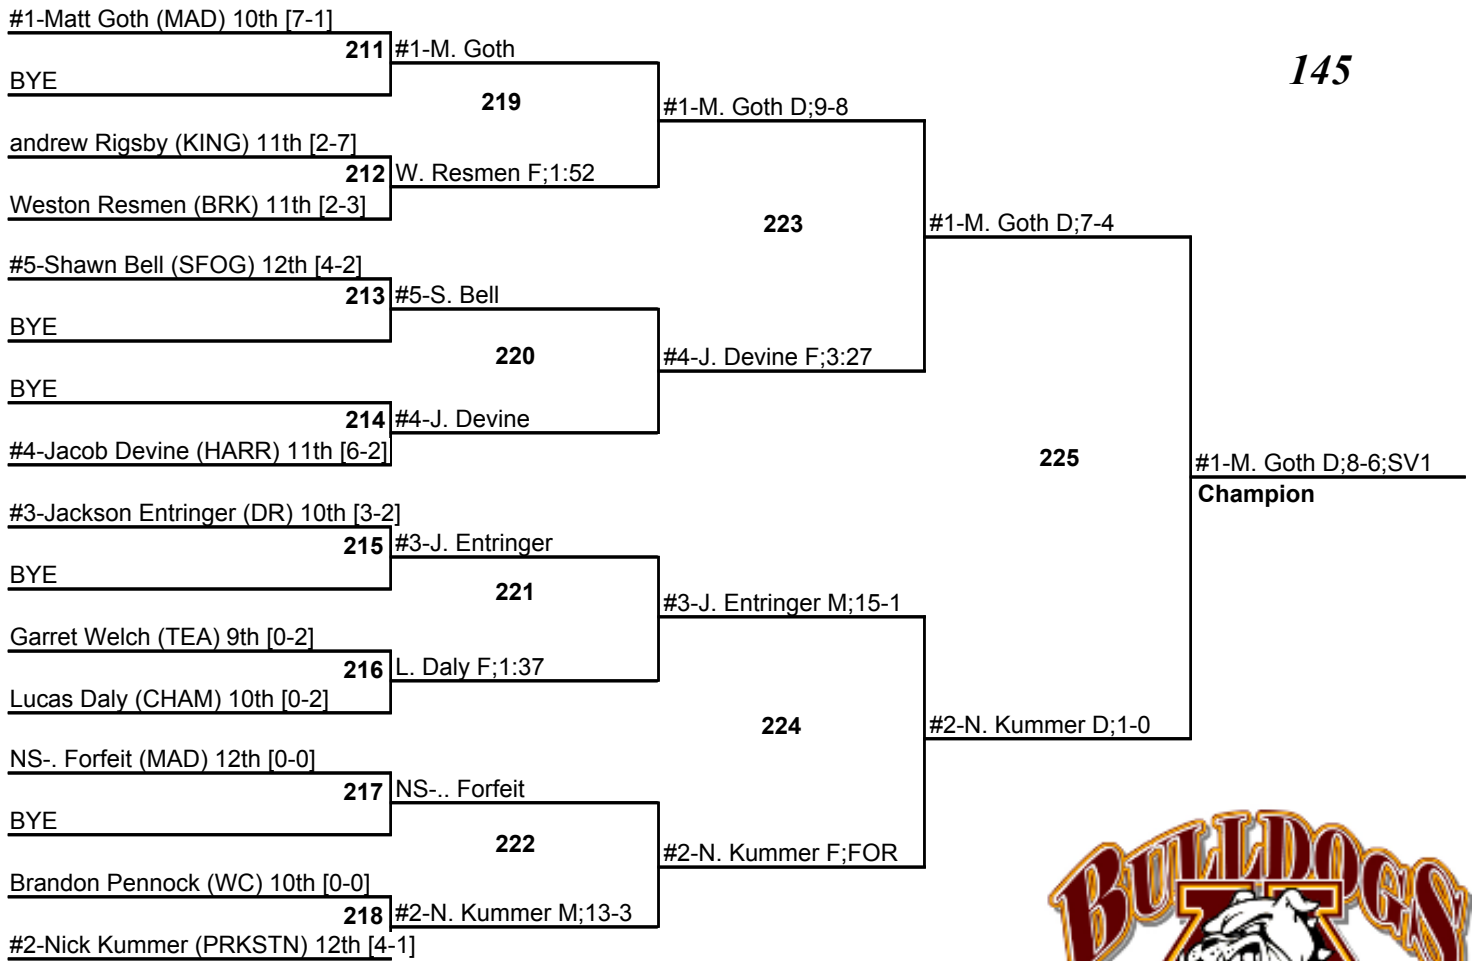 #1-Matt Goth (MAD) 10th [7-1]
211 #1-M. Goth
145
BYE
219
#1-M. Goth D;9-8
andrew Rigsby (KING) 11th [2-7]
212 W. Resmen F;1:52
Weston Resmen (BRK) 11th [2-3]
223
#1-M. Goth D;7-4
#5-Shawn Bell (SFOG) 12th [4-2]
213 #5-S. Bell
BYE
220
#4-J. Devine F;3:27
BYE
214 #4-J. Devine
#4-Jacob Devine (HARR) 11th [6-2]
225
#1-M. Goth D;8-6;SV1
Champion
#3-Jackson Entringer (DR) 10th [3-2]
215 #3-J. Entringer
BYE
221
#3-J. Entringer M;15-1
Garret Welch (TEA) 9th [0-2]
216 L. Daly F;1:37
Lucas Daly (CHAM) 10th [0-2]
224
#2-N. Kummer D;1-0
NS-. Forfeit (MAD) 12th [0-0]
217 NS-.. Forfeit
BYE
222
#2-N. Kummer F;FOR
Brandon Pennock (WC) 10th [0-0]
218 #2-N. Kummer M;13-3
#2-Nick Kummer (PRKSTN) 12th [4-1]
BULLDOGS